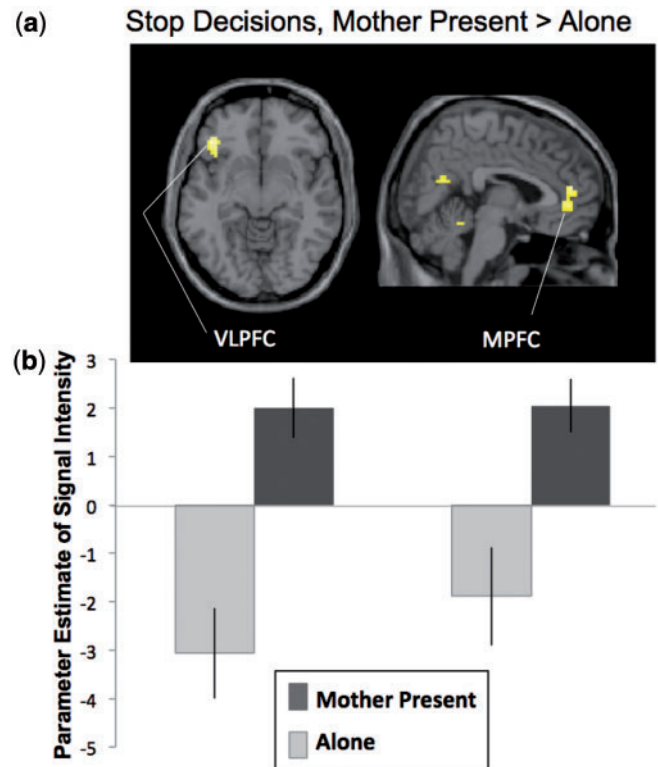 (a) Stop Decisions, Mother Present > Alone
VLPFC MPFC
(b)
Parameter Estimate of Signal Intensity
3
2
1
0
-1
-2
-3
-4
-5
Mother Present
Alone